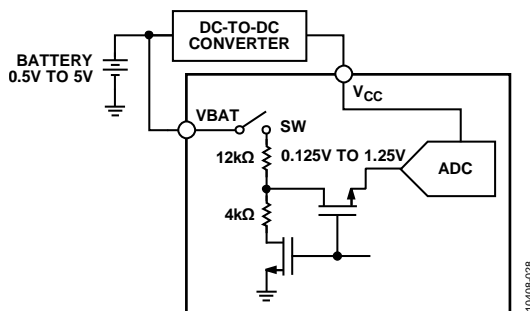 DC-TO-DC
CONVERTER
BATTERY
0.5V TO 5V
VCC
VBAT
SW
12kΩ
0.125V TO 1.25V
ADC
4kΩ
10408-028